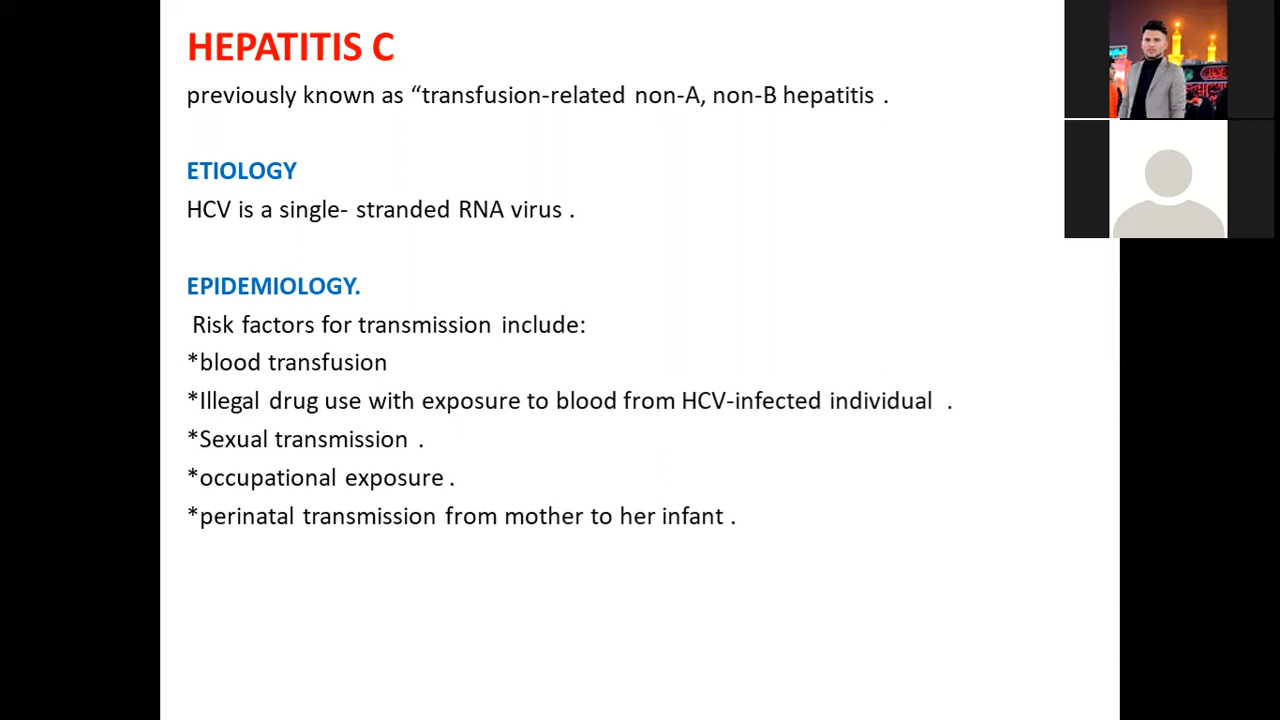 HEPATITIS C
previously known as “transfusion-related non-A, non-B hepatitis .
ETIOLOGY
HCV is a single- stranded RNA virus .
EPIDEMIOLOGY.
Risk factors for transmission include:
*blood transfusion
*Illegal drug use with exposure to blood from HCV-infected individual .
*Sexual transmission .
*occupational exposure .
*perinatal transmission from mother to her infant .